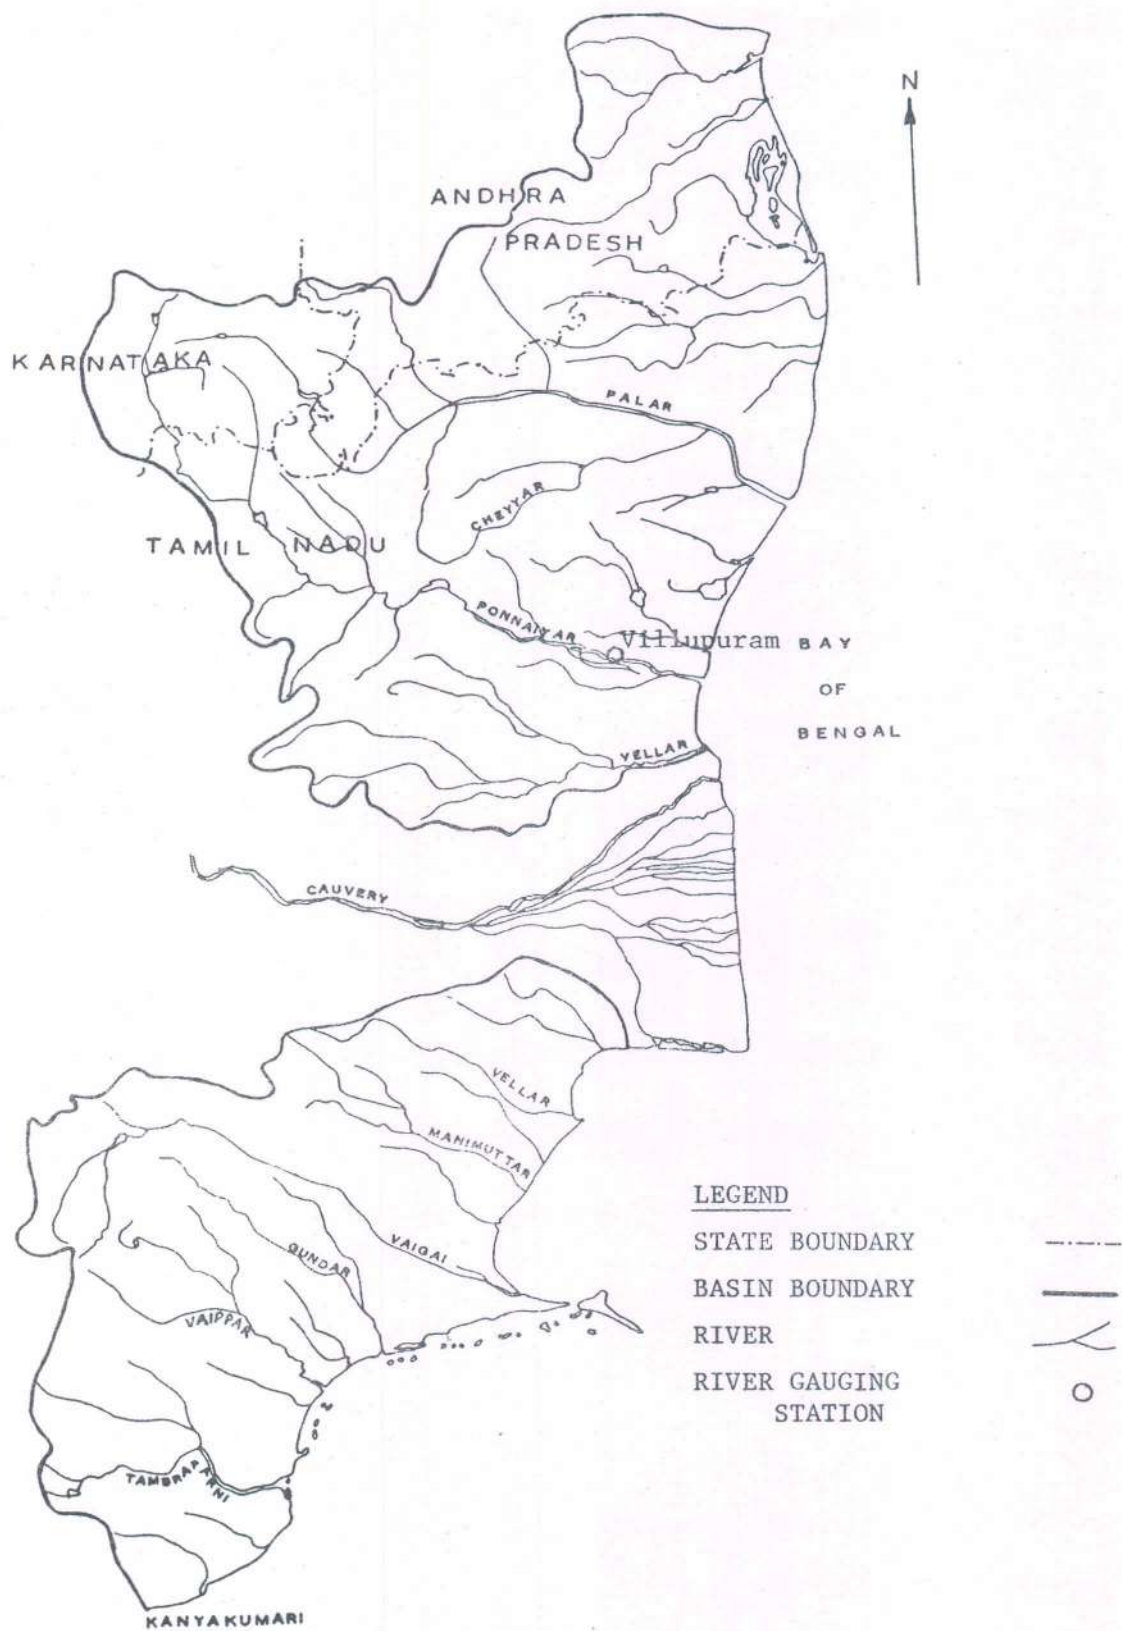 N
ANDHRA
PRADESH
KARNATAKA
PALAR
CHEYYAR
TAMIL NADU
PONNAIYAR
Villupuram
BAY
OF
BENGAL
VELLAR
CAUVERY
VELLAR
MANIMUTTAR
VAIGAI
GUNDAR
VAIPPAR
TAMBRAPARNI
KANYAKUMARI
LEGEND
STATE BOUNDARY
BASIN BOUNDARY
RIVER
RIVER GAUGING
STATION